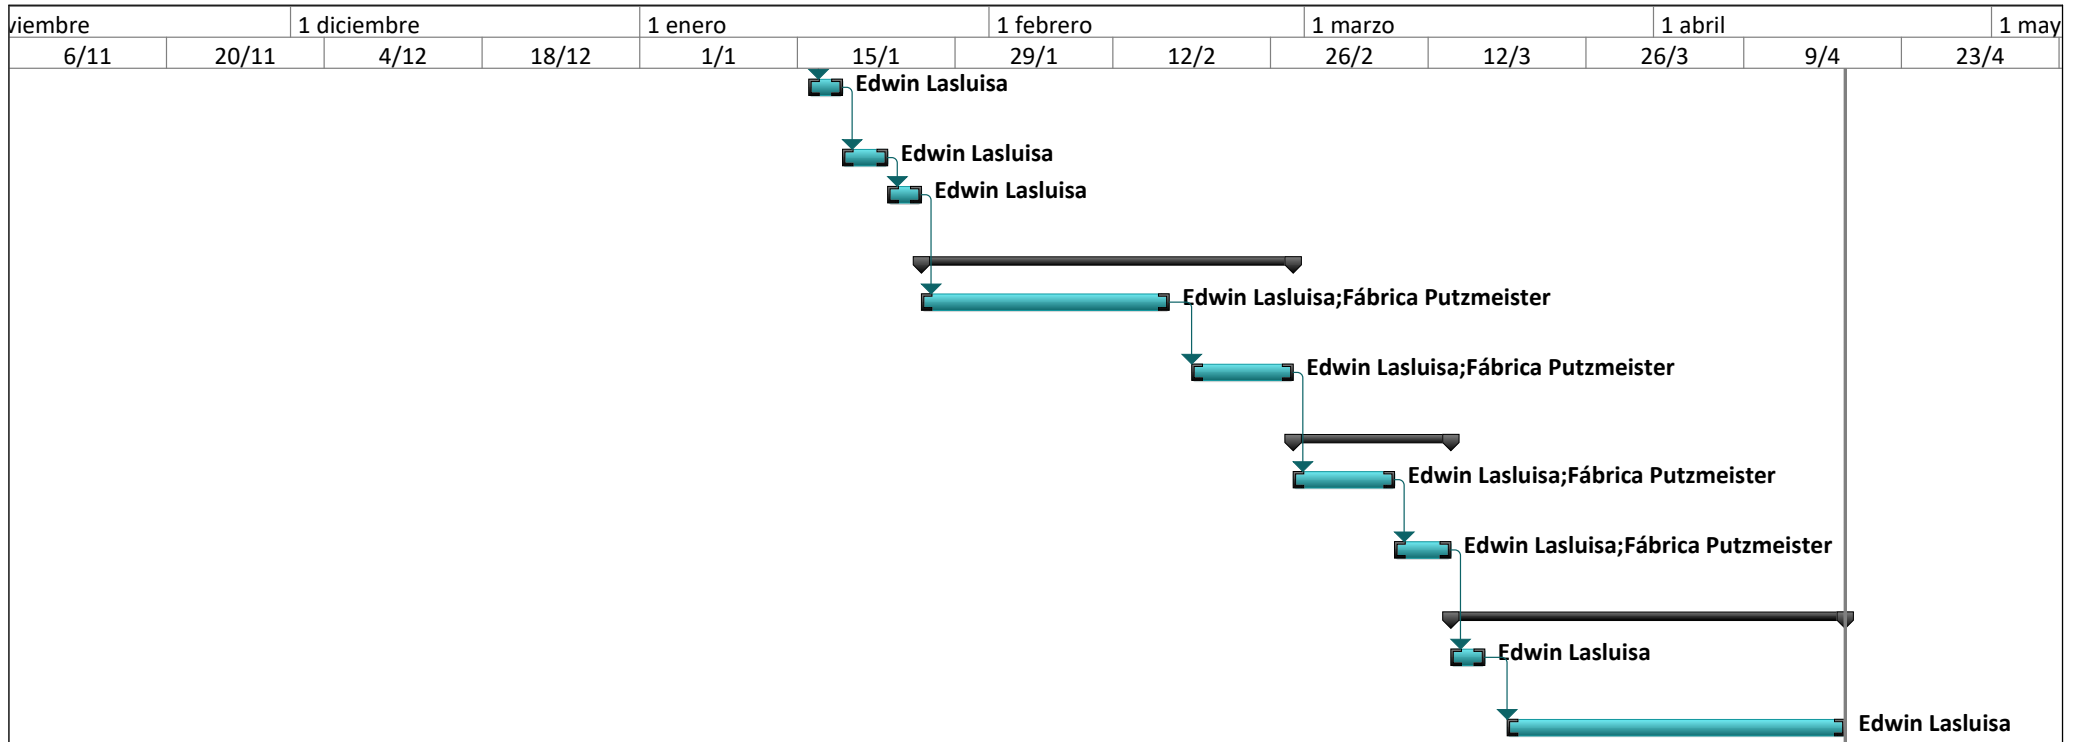 viembre 1 diciembre 1 enero 1 febrero 1 marzo 1 abril 1 may
6/11 20/11 4/12 18/12 1/1 15/1 29/1 12/2 26/2 12/3 26/3 9/4 23/4
Edwin Lasluisa
Edwin Lasluisa
Edwin Lasluisa
Edwin Lasluisa;Fábrica Putzmeister
Edwin Lasluisa;Fábrica Putzmeister
Edwin Lasluisa;Fábrica Putzmeister
Edwin Lasluisa;Fábrica Putzmeister
Edwin Lasluisa
Edwin Lasluisa